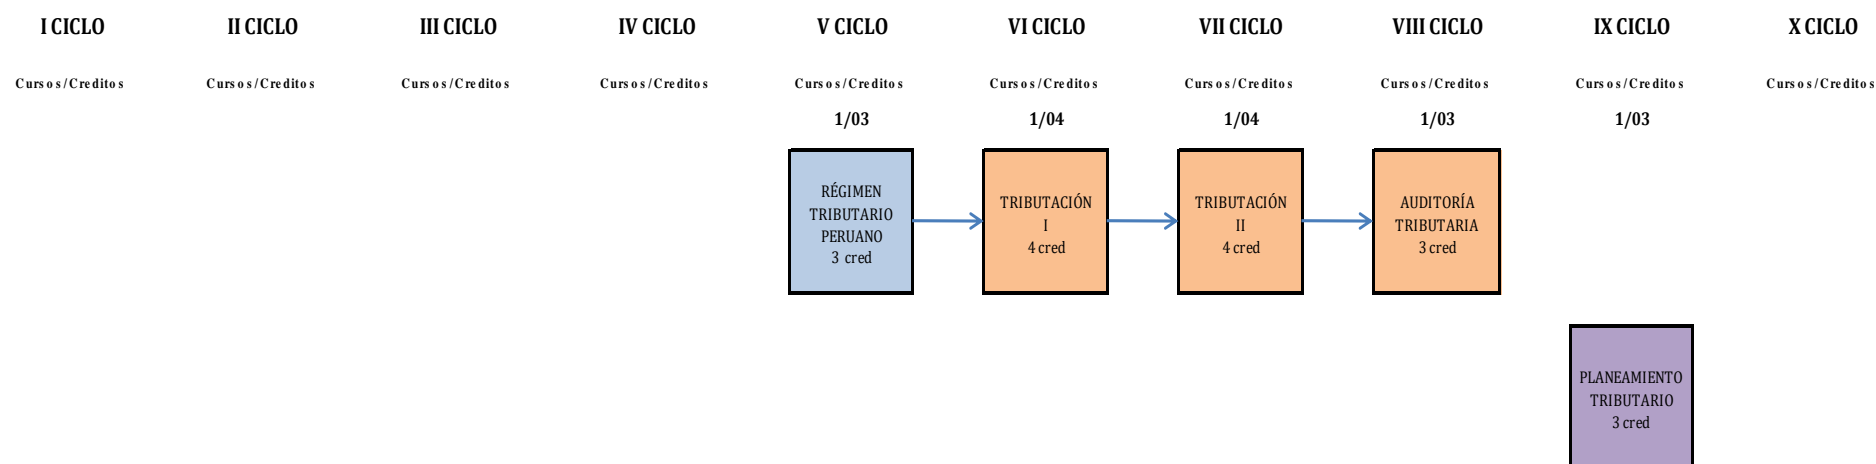 I CICLO II CICLO III CICLO IV CICLO V CICLO VI CICLO VII CICLO VIII CICLO IX CICLO X CICLO
Cursos/Creditos Cursos/Creditos Cursos/Creditos Cursos/Creditos Cursos/Creditos Cursos/Creditos Cursos/Creditos Cursos/Creditos Cursos/Creditos Cursos/Creditos
1/03 1/04 1/04 1/03 1/03
RÉGIMEN
TRIBUTARIO
PERUANO
3 cred
TRIBUTACIÓN
I
4 cred
TRIBUTACIÓN
II
4 cred
AUDITORÍA
TRIBUTARIA
3 cred
PLANEAMIENTO
TRIBUTARIO
3 cred